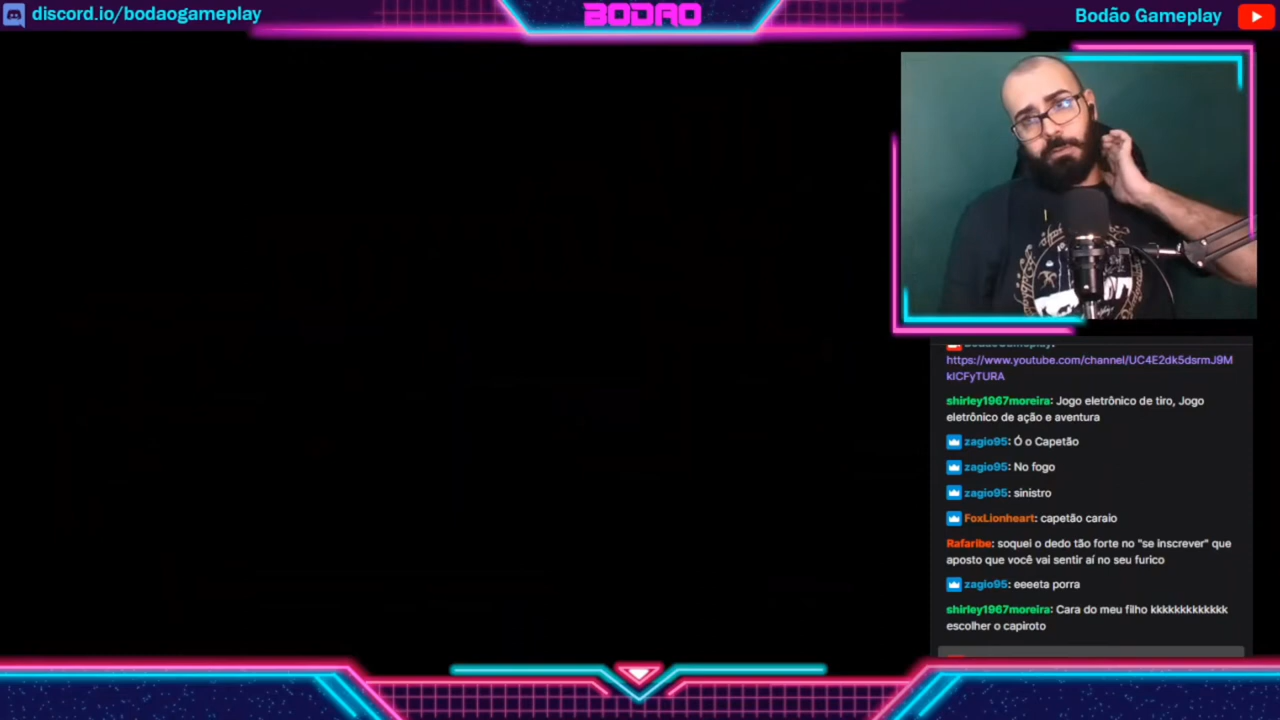 discord.io/bodaogameplay
BODAO
Bodão Gameplay
BodaoGameplay:
https://www.youtube.com/channel/UC4E2dk5dsrmJ9M
kICFyTURA
shirley1967moreira: Jogo eletrônico de tiro, Jogo
eletrônico de ação e aventura
zagio95: Ó o Capetão
zagio95: No fogo
zagio95: sinistro
FoxLionheart: capetão caraio
Rafaribe: soquei o dedo tão forte no "se inscrever" que
aposto que você vai sentir aí no seu furico
zagio95: eeeeta porra
shirley1967moreira: Cara do meu filho kkkkkkkkkkkkk
escolher o capiroto